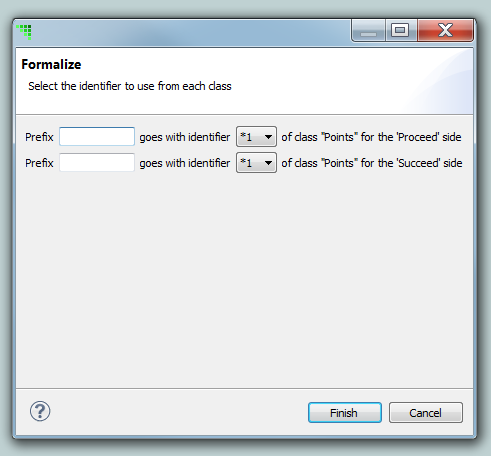 Formalize
Select the identifier to use from each class
Prefix goes with identifier *1 of class "Points" for the 'Proceed' side
Prefix goes with identifier *1 of class "Points" for the 'Succeed' side
? Finish Cancel